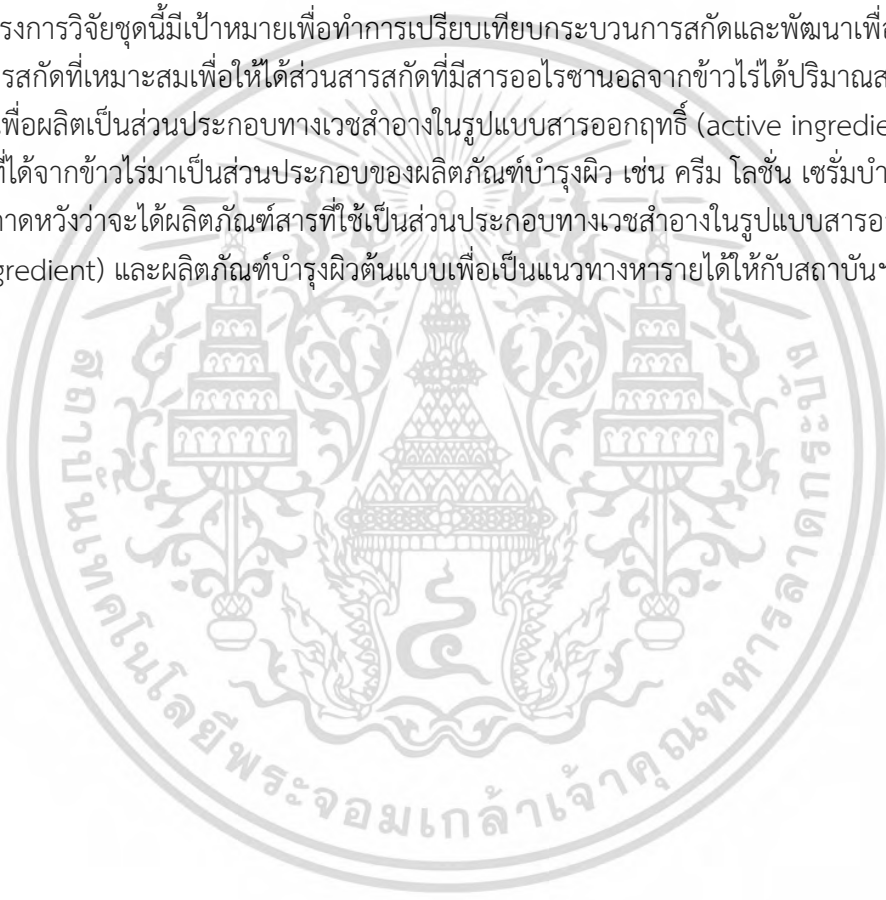 รงการวิจัยชุดนี้มีเป้าหมายเพื่อทำการเปรียบเทียบกระบวนการสกัดและพัฒนาเพื่อ
รสกัดที่เหมาะสมเพื่อให้ได้ส่วนสารสกัดที่มีสารออไรซานอลจากข้าวไร่ได้ปริมาณส
พื่อผลิตเป็นส่วนประกอบทางเวชสำอางในรูปแบบสารออกฤทธิ์ (active ingredie
ที่ได้จากข้าวไร่มาเป็นส่วนประกอบของผลิตภัณฑ์บำรุงผิว เช่น ครีม โลชั่น เซรั่มบำ
าดหวังว่าจะได้ผลิตภัณฑ์สารที่ใช้เป็นส่วนประกอบทางเวชสำอางในรูปแบบสารอ
gredient) และผลิตภัณฑ์บำรุงผิวต้นแบบเพื่อเป็นแนวทางหารายได้ให้กับสถาบันฯ
๔
สถาบันเทคโนโลยีพระจอมเกล้าเจ้าคุณทหารลาดกระบัง